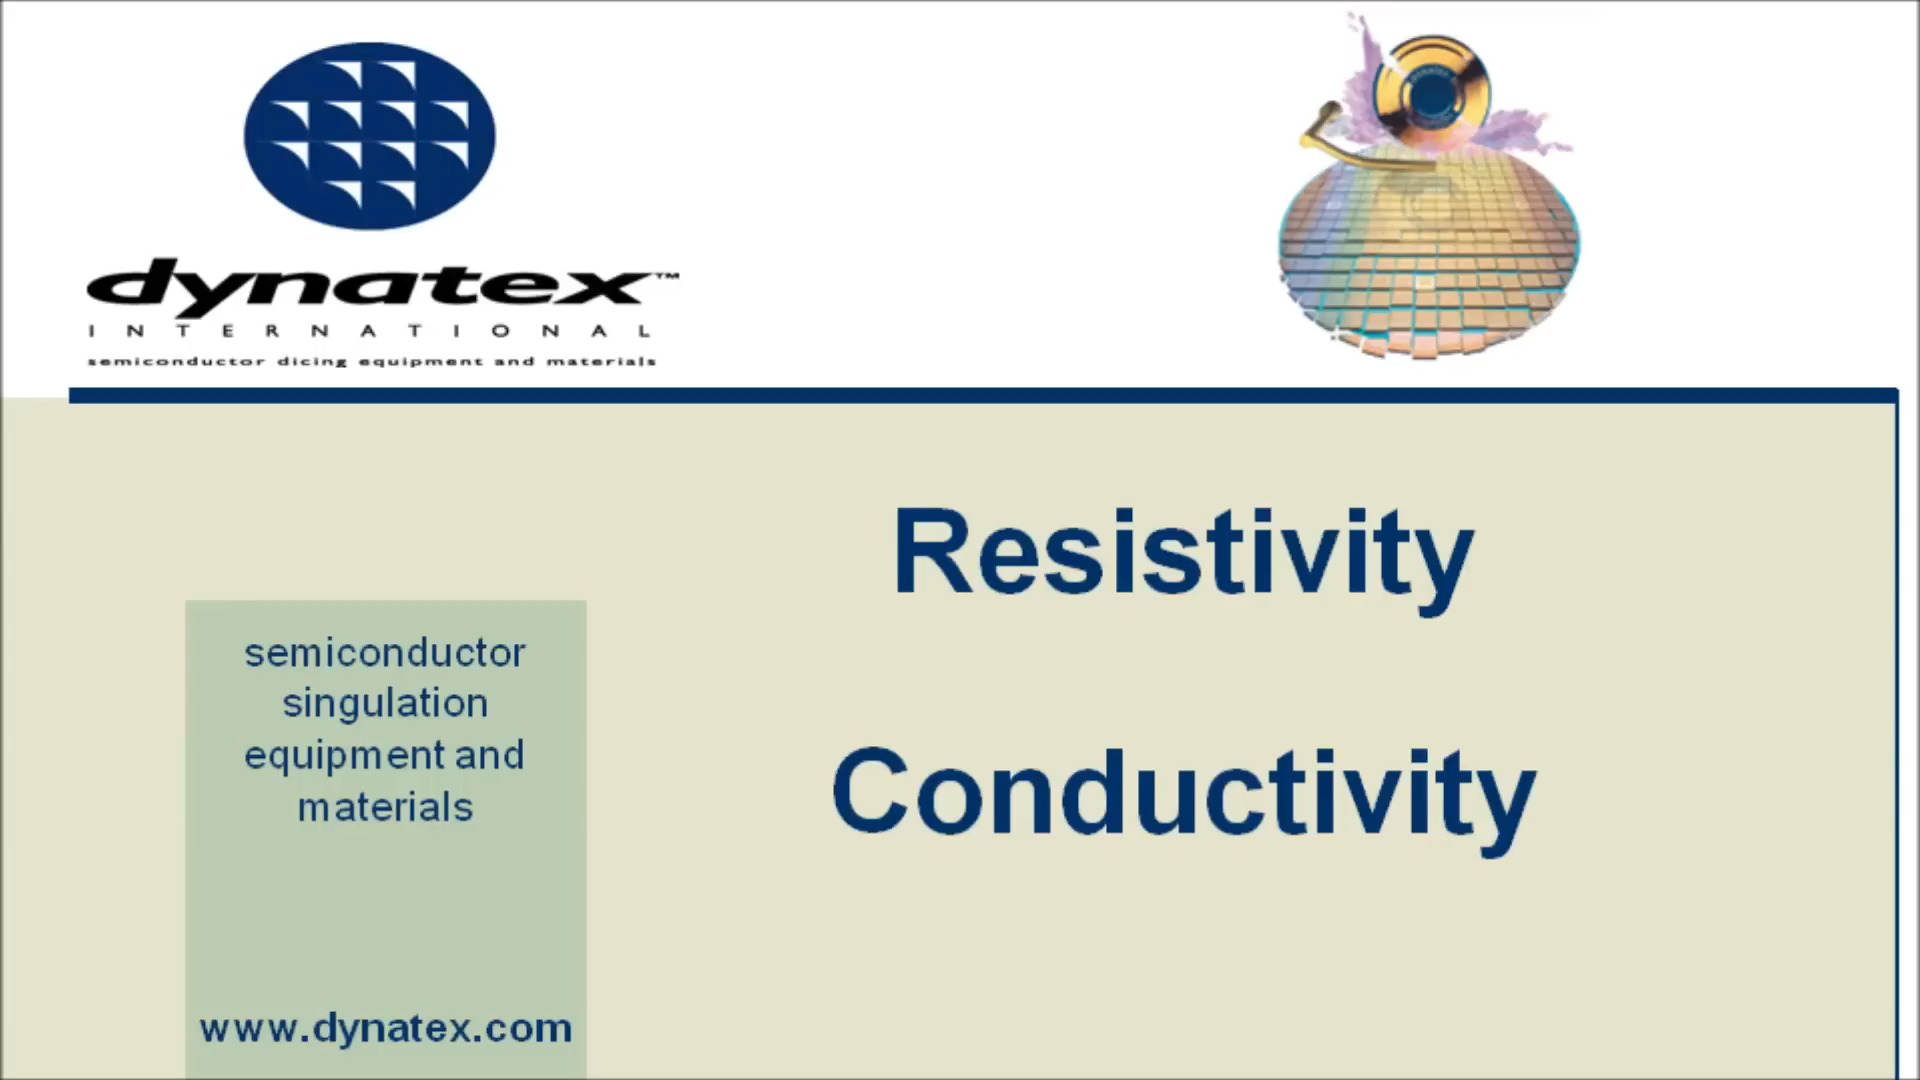 dynatex™
INTERNATIONAL
semiconductor dicing equipment and materials
Resistivity
Conductivity
semiconductor
singulation
equipment and
materials
www.dynatex.com